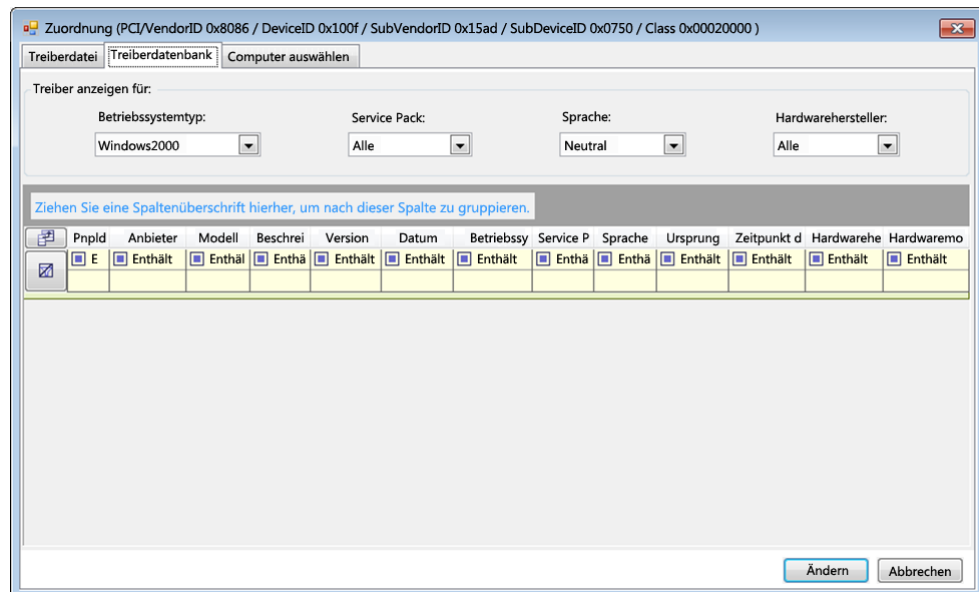 Zuordnung (PCI/VendorID 0x8086 / DeviceID 0x100f / SubVendorID 0x15ad / SubDeviceID 0x0750 / Class 0x00020000 )
Treiberdatei Treiberdatenbank Computer auswählen
Treiber anzeigen für:
Betriebssystemtyp: Service Pack: Sprache: Hardwarehersteller:
Windows2000 Alle Neutral Alle
Ziehen Sie eine Spaltenüberschrift hierher, um nach dieser Spalte zu gruppieren.
PnpId Anbieter Modell Beschrei Version Datum Betriebssy Service P Sprache Ursprung Zeitpunkt d Hardwarehe Hardwaremo
E Enthält Enthäl Enthä Enthält Enthält Enthält Enthä Enthä Enthält Enthält Enthält Enthält
Ändern Abbrechen